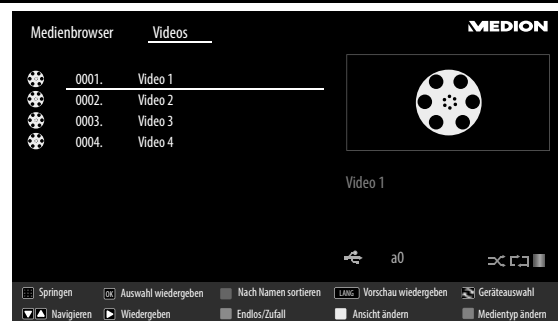 Medienbrowser Videos MEDION
0001. Video 1
0002. Video 2
0003. Video 3
0004. Video 4
Video 1
a0
Springen OK Auswahl wiedergeben Nach Namen sortieren LANG Vorschau wiedergeben Geräteauswahl
Navigieren Wiedergeben Endlos/Zufall Ansicht ändern Medientyp ändern